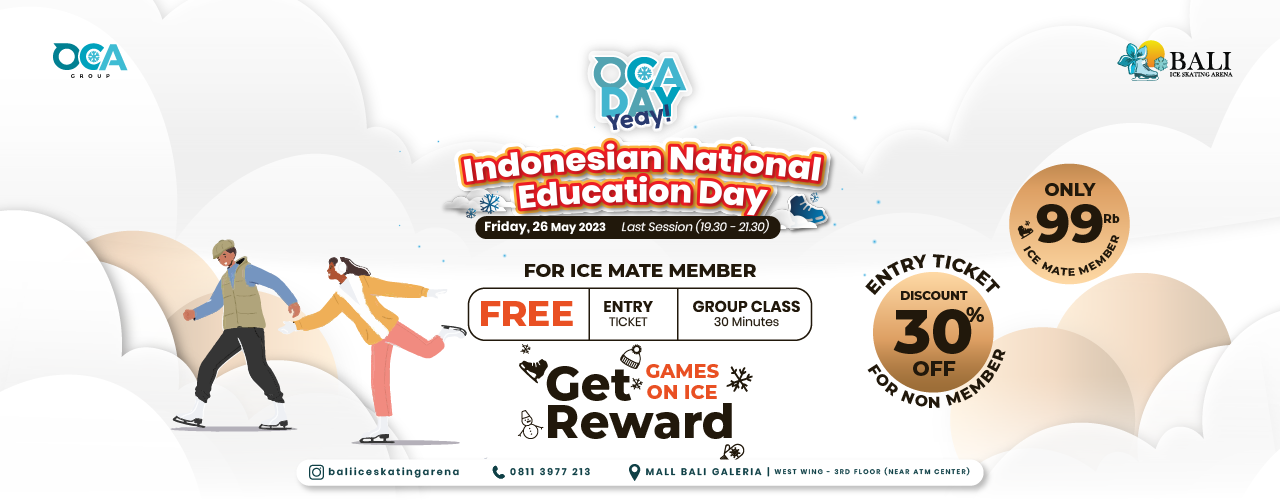 OCA
GROUP
BALI
ICE SKATING ARENA
OCA
DAY
Yeay!
Indonesian National
Education Day
Friday, 26 May 2023 Last Session (19.30 - 21.30)
FOR ICE MATE MEMBER
FREE
ENTRY
TICKET
GROUP CLASS
30 Minutes
Get
GAMES
ON ICE
Reward
ONLY
99Rb
ICE MATE MEMBER
ENTRY TICKET
DISCOUNT
30%
OFF
FOR NON MEMBER
baliiceskatingarena
0811 3977 213
MALL BALI GALERIA | WEST WING - 3RD FLOOR (NEAR ATM CENTER)